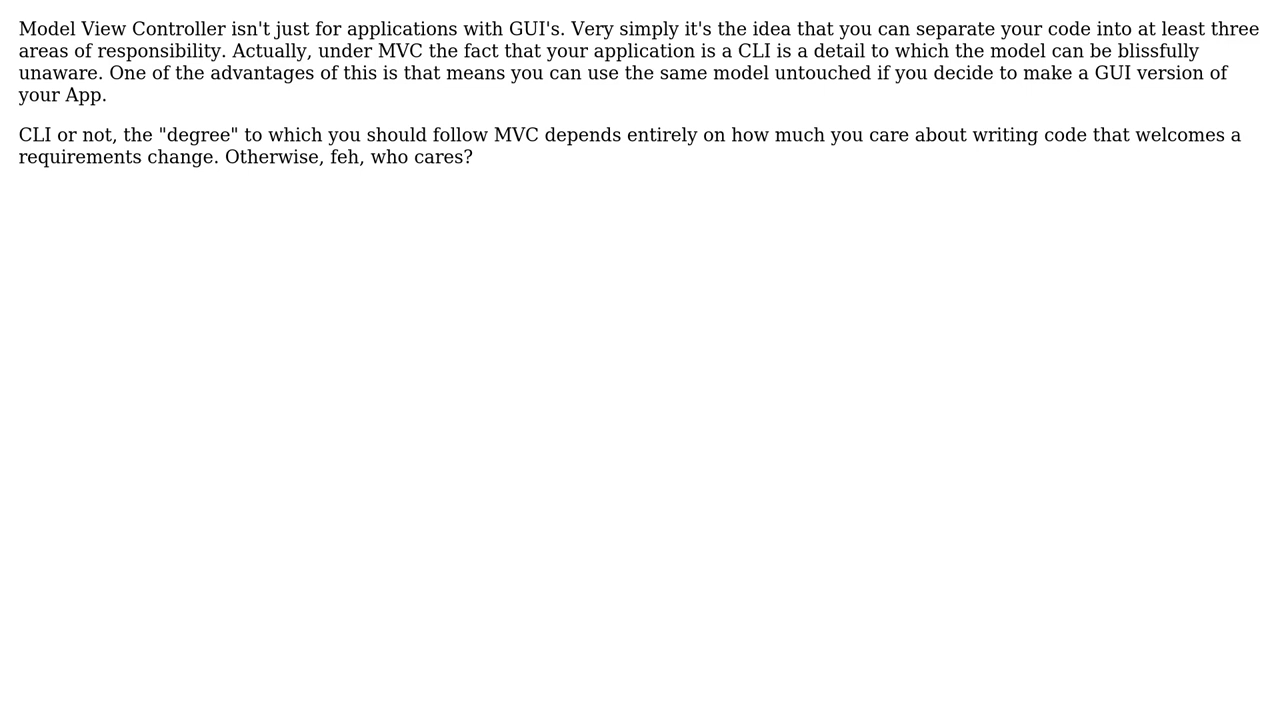 Model View Controller isn't just for applications with GUI's. Very simply it's the idea that you can separate your code into at least three
areas of responsibility. Actually, under MVC the fact that your application is a CLI is a detail to which the model can be blissfully
unaware. One of the advantages of this is that means you can use the same model untouched if you decide to make a GUI version of
your App.
CLI or not, the "degree" to which you should follow MVC depends entirely on how much you care about writing code that welcomes a
requirements change. Otherwise, feh, who cares?